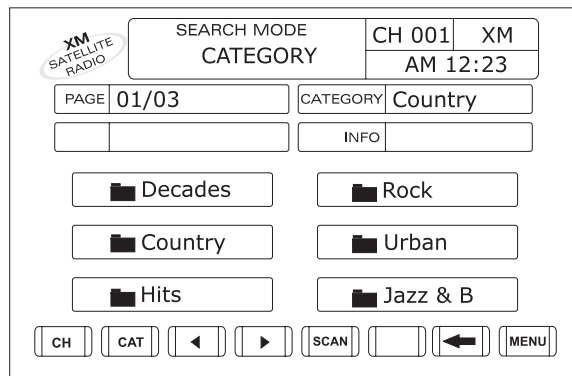 XM
SATELLITE
RADIO
SEARCH MODE
CATEGORY
CH 001 XM
AM 12:23
PAGE 01/03 CATEGORY Country
INFO
Decades Rock
Country Urban
Hits Jazz & B
CH CAT SCAN MENU